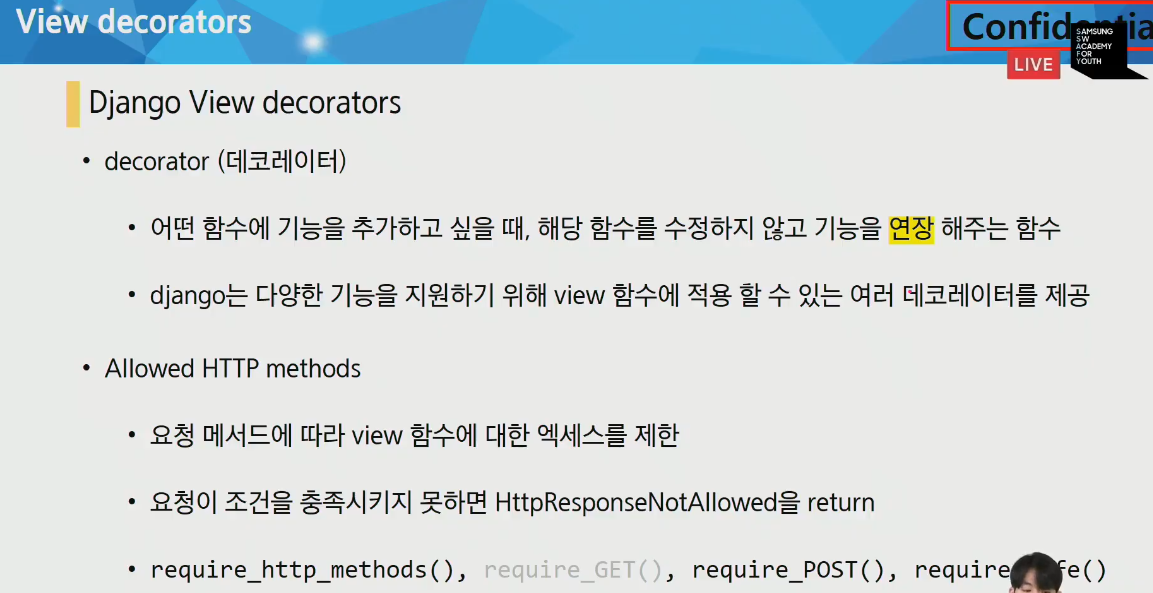 View decorators
SAMSUNG
SW
ACADEMY
FOR
YOUTH
LIVE
Django View decorators
• decorator (데코레이터)
• 어떤 함수에 기능을 추가하고 싶을 때, 해당 함수를 수정하지 않고 기능을 연장 해주는 함수
• django는 다양한 기능을 지원하기 위해 view 함수에 적용 할 수 있는 여러 데코레이터를 제공
• Allowed HTTP methods
• 요청 메서드에 따라 view 함수에 대한 엑세스를 제한
• 요청이 조건을 충족시키지 못하면 HttpResponseNotAllowed을 return
• require_http_methods(), require_GET(), require_POST(),